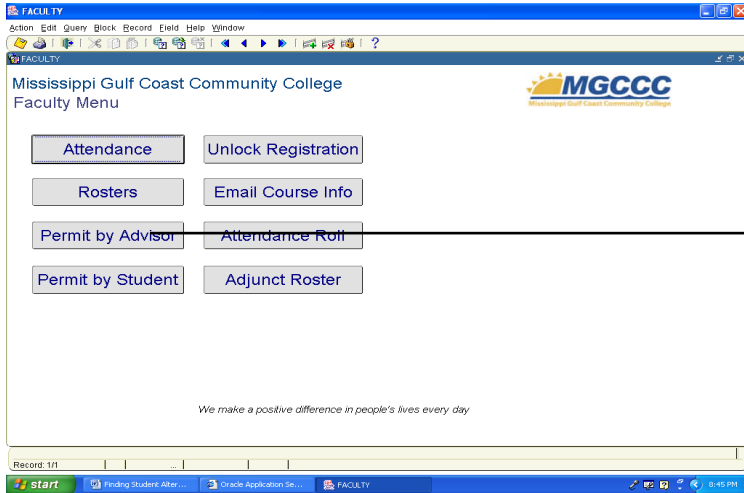 FACULTY
Action Edit Query Block Record Field Help Window
FACULTY
Mississippi Gulf Coast Community College
Faculty Menu
MGCCC
Mississippi Gulf Coast Community College
Attendance Unlock Registration
Rosters Email Course Info
Permit by Advisor Attendance Roll
Permit by Student Adjunct Roster
We make a positive difference in people's lives every day
Record: 1/1 ...
start Finding Student Alter... Oracle Application Se... FACULTY 8:45 PM